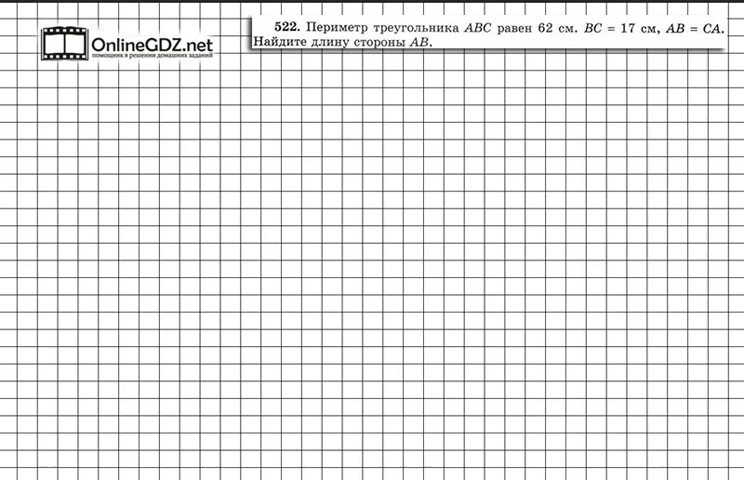 OnlineGDZ.net
помощник в решении домашних заданий
522. Периметр треугольника ABC равен 62 см. BC = 17 см, AB = CA.
Найдите длину стороны AB.